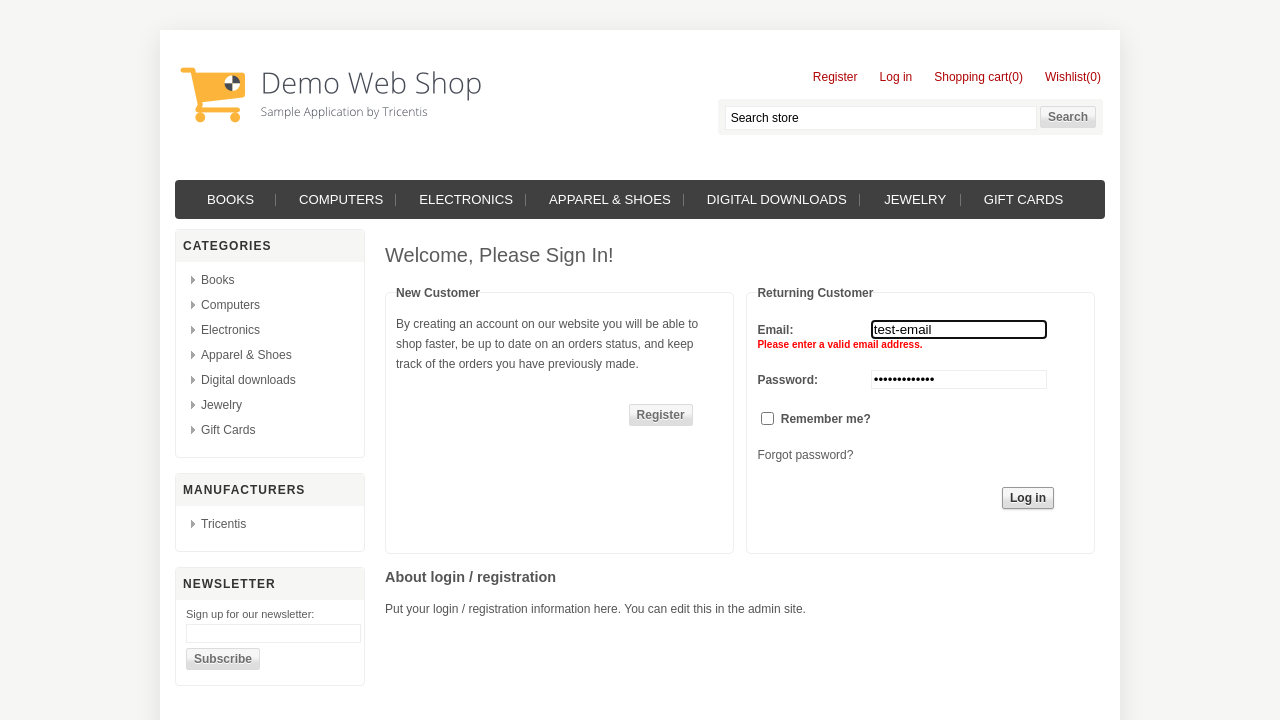 Demo Web Shop
Sample Application by Tricentis
Register Log in Shopping cart(0) Wishlist(0)
Search store Search
BOOKS COMPUTERS ELECTRONICS APPAREL & SHOES DIGITAL DOWNLOADS JEWELRY GIFT CARDS
CATEGORIES
Books
Computers
Electronics
Apparel & Shoes
Digital downloads
Jewelry
Gift Cards
MANUFACTURERS
Tricentis
NEWSLETTER
Sign up for our newsletter:
Subscribe
Welcome, Please Sign In!
New Customer
By creating an account on our website you will be able to
shop faster, be up to date on an orders status, and keep
track of the orders you have previously made.
Register
Returning Customer
Email: test-email
Please enter a valid email address.
Password: •••••••••••••
Remember me?
Forgot password?
Log in
About login / registration
Put your login / registration information here. You can edit this in the admin site.